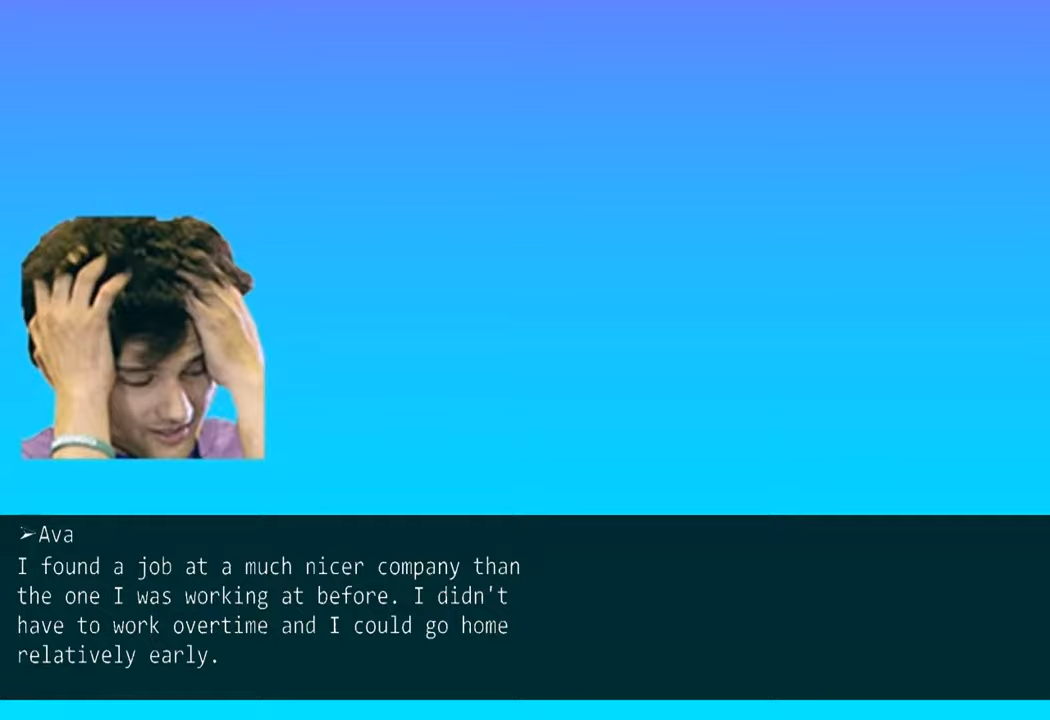 ➢Ava
I found a job at a much nicer company than
the one I was working at before. I didn't
have to work overtime and I could go home
relatively early.